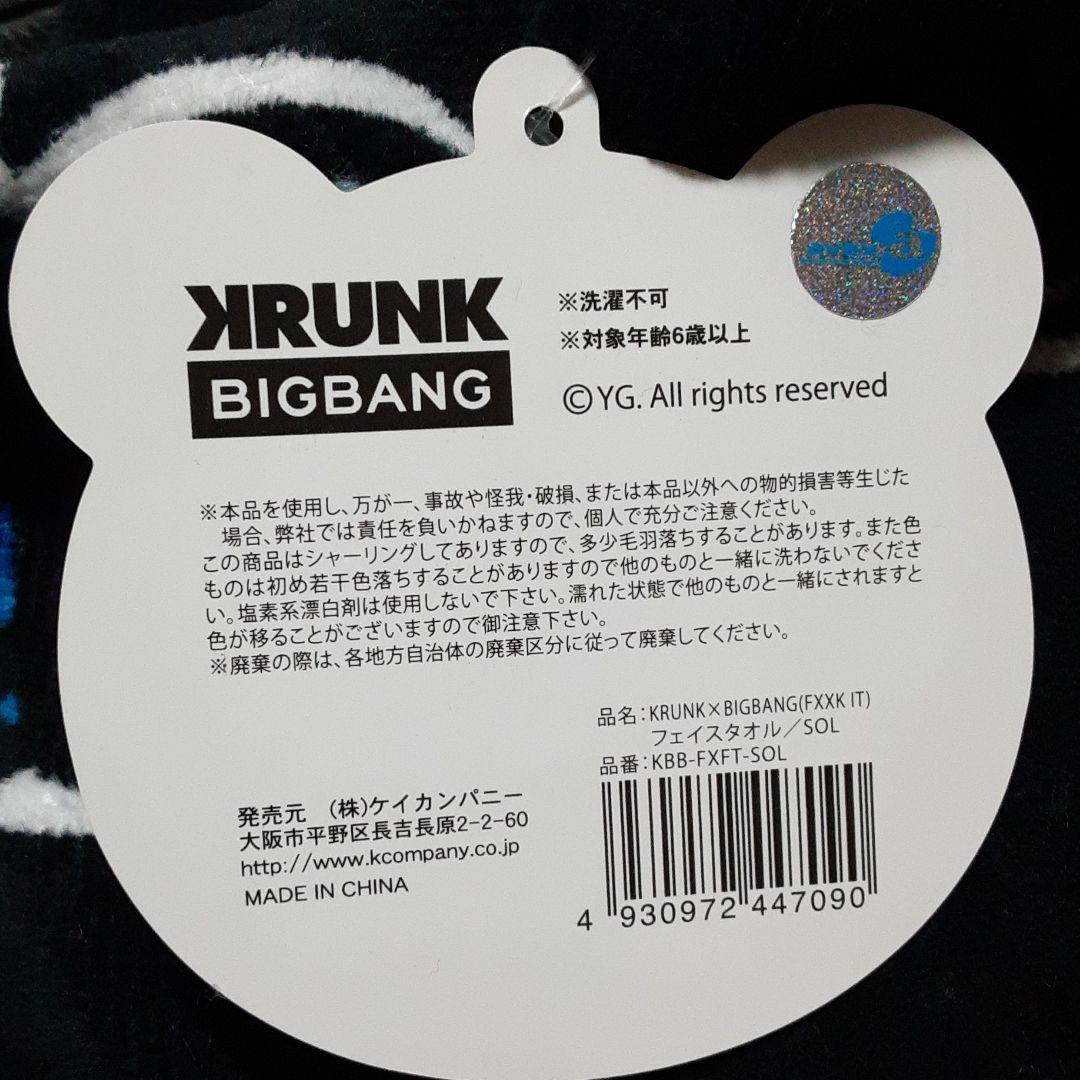 avex
a
KRUNK
BIGBANG
※洗濯不可
※対象年齢6歳以上
©YG. All rights reserved
※本品を使用し、万が一、事故や怪我・破損、または本品以外への物的損害等生じた
場合、弊社では責任を負いかねますので、個人で充分ご注意ください。
この商品はシャーリングしてありますので、多少毛羽落ちすることがあります。また色
ものは初め若干色落ちすることがありますので他のものと一緒に洗わないでくださ
い。塩素系漂白剤は使用しないで下さい。濡れた状態で他のものと一緒にされますと
色が移ることがございますので御注意下さい。
※廃棄の際は、各地方自治体の廃棄区分に従って廃棄してください。
品名：KRUNK×BIGBANG(FXXK IT)
フェイスタオル／SOL
品番：KBB-FXFT-SOL
発売元　(株)ケイカンパニー
大阪市平野区長吉長原2-2-60
http://www.kcompany.co.jp
MADE IN CHINA
4 930972 447090